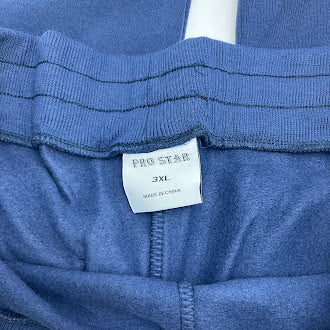 PRO STAR
3XL
MADE IN CHINA